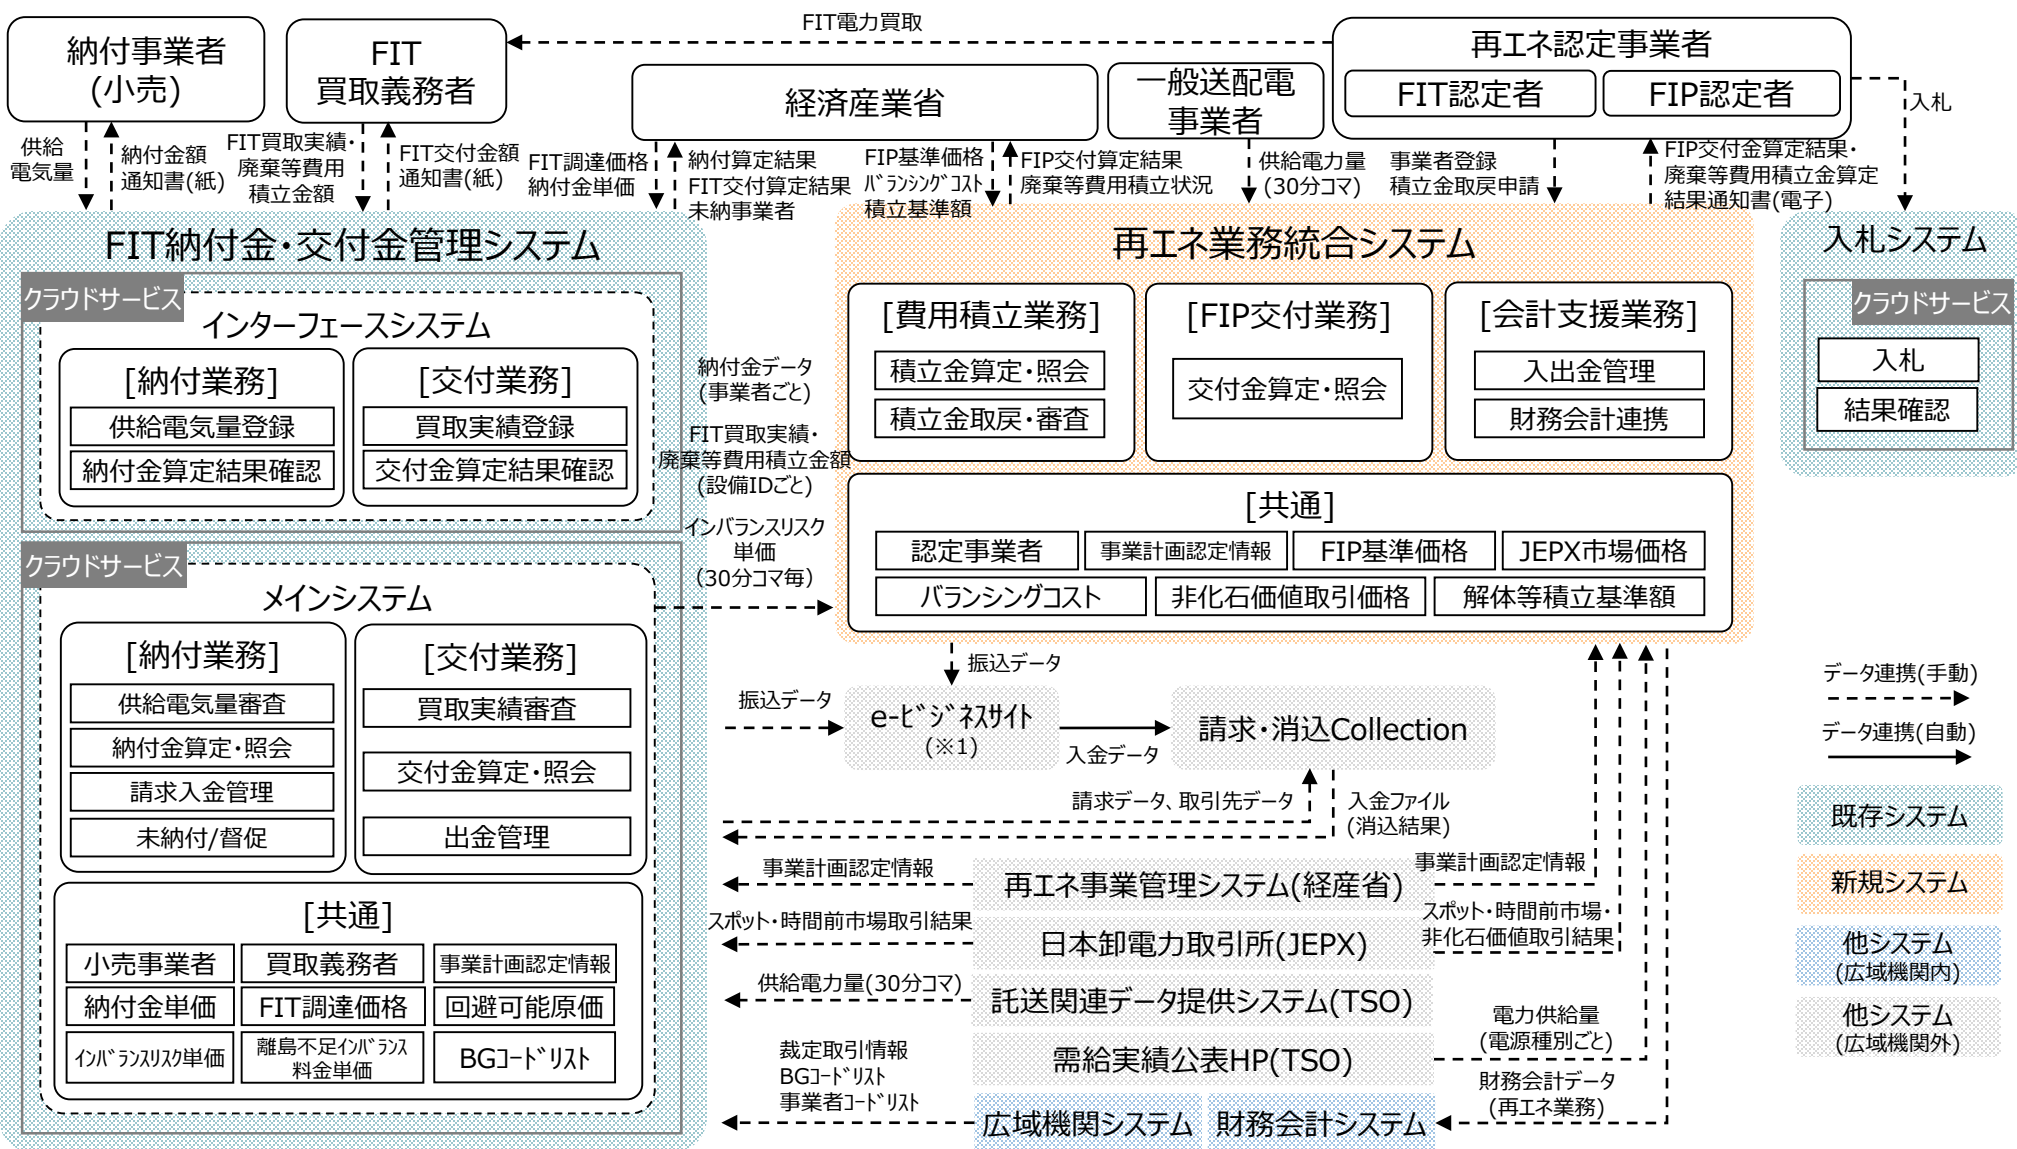 FIT電力買取
納付事業者
(小売)
FIT
買取義務者
経済産業省
一般送配電
事業者
再エネ認定事業者
FIT認定者
FIP認定者
入札
供給
電気量
納付金額
通知書(紙)
FIT買取実績・
廃棄等費用
積立金額
FIT交付金額
通知書(紙)
FIT調達価格
納付金単価
納付算定結果
FIT交付算定結果
未納事業者
FIP基準価格
ﾊﾞﾗﾝｼﾝｸﾞｺｽﾄ
積立基準額
FIP交付算定結果
廃棄等費用積立状況
供給電力量
(30分コマ)
事業者登録
積立金取戻申請
FIP交付金算定結果・
廃棄等費用積立金算定
結果通知書(電子)
FIT納付金・交付金管理システム
クラウドサービス
インターフェースシステム
[納付業務]
供給電気量登録
納付金算定結果確認
[交付業務]
買取実績登録
交付金算定結果確認
クラウドサービス
メインシステム
[納付業務]
供給電気量審査
納付金算定・照会
請求入金管理
未納付/督促
[交付業務]
買取実績審査
交付金算定・照会
出金管理
[共通]
小売事業者
買取義務者
事業計画認定情報
納付金単価
FIT調達価格
回避可能原価
ｲﾝﾊﾞﾗﾝｽﾘｽｸ単価
離島不足ｲﾝﾊﾞﾗﾝｽ
料金単価
BGｺｰﾄﾞﾘｽﾄ
納付金データ
(事業者ごと)
FIT買取実績・
廃棄等費用積立金額
(設備IDごと)
インバランスリスク
単価
(30分コマ毎)
再エネ業務統合システム
[費用積立業務]
積立金算定・照会
積立金取戻・審査
[FIP交付業務]
交付金算定・照会
[会計支援業務]
入出金管理
財務会計連携
[共通]
認定事業者
事業計画認定情報
FIP基準価格
JEPX市場価格
バランシングコスト
非化石価値取引価格
解体等積立基準額
入札システム
クラウドサービス
入札
結果確認
振込データ
振込データ
e-ﾋﾞｼﾞﾈｽｻｲﾄ
(※1)
入金データ
請求・消込Collection
請求データ、取引先データ
入金ファイル
(消込結果)
事業計画認定情報
再エネ事業管理システム(経産省)
事業計画認定情報
スポット・時間前市場取引結果
日本卸電力取引所(JEPX)
スポット・時間前市場・
非化石価値取引結果
供給電力量(30分コマ)
託送関連データ提供システム(TSO)
需給実績公表HP(TSO)
電力供給量
(電源種別ごと)
裁定取引情報
BGｺｰﾄﾞﾘｽﾄ
事業者ｺｰﾄﾞﾘｽﾄ
広域機関システム
財務会計システム
財務会計データ
(再エネ業務)
データ連携(手動)
データ連携(自動)
既存システム
新規システム
他システム
(広域機関内)
他システム
(広域機関外)